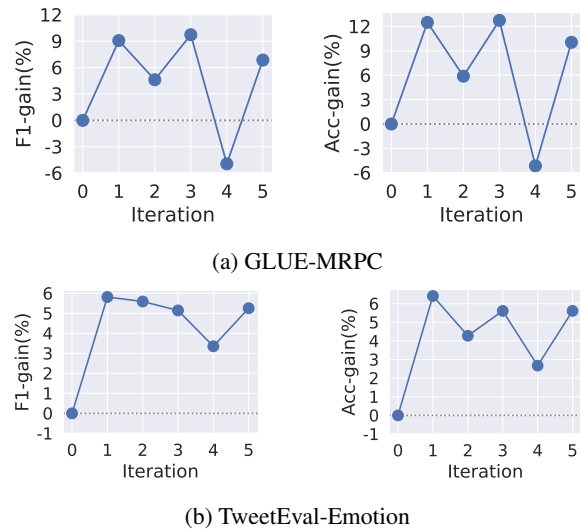 12
9
6
3
0
-3
-6
F1-gain(%)
0 1 2 3 4 5
Iteration
12
9
6
3
0
-3
-6
Acc-gain(%)
0 1 2 3 4 5
Iteration
(a) GLUE-MRPC
6
5
4
3
2
1
0
-1
F1-gain(%)
0 1 2 3 4 5
Iteration
6
5
4
3
2
1
0
-1
Acc-gain(%)
0 1 2 3 4 5
Iteration
(b) TweetEval-Emotion